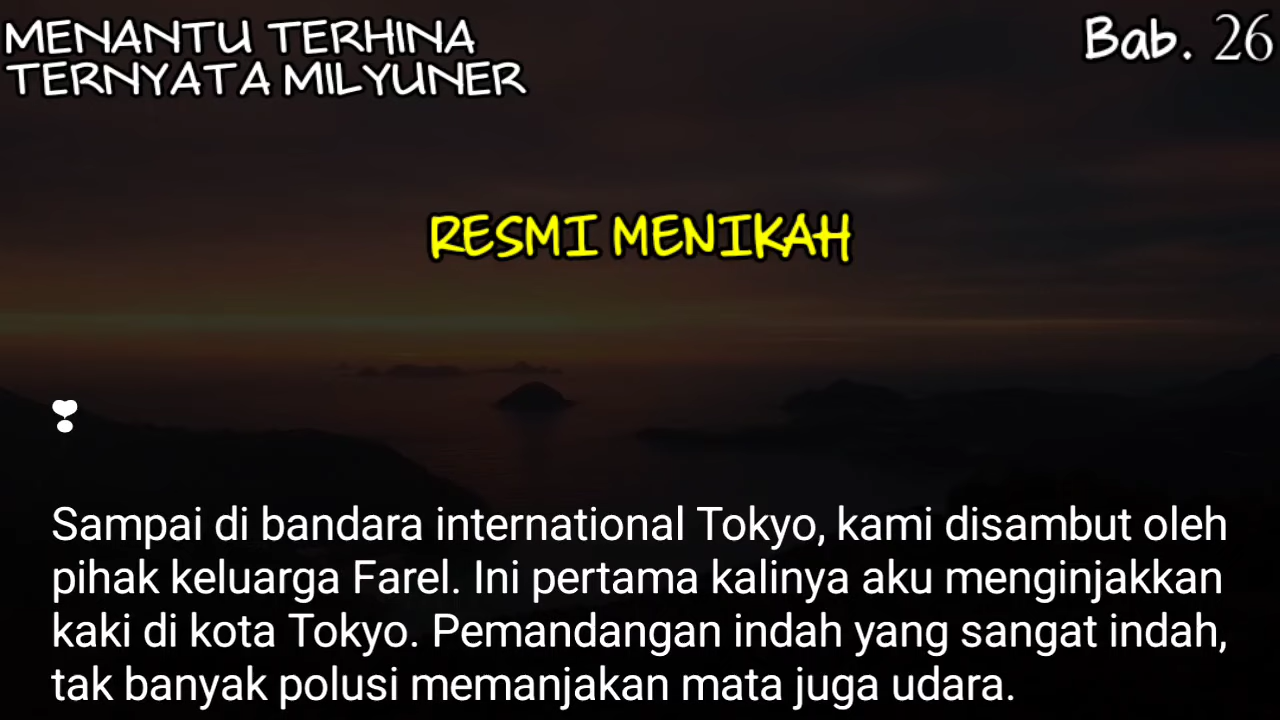 MENANTU TERHINA
TERNYATA MILYUNER
Bab. 26
RESMI MENIKAH
❣
Sampai di bandara international Tokyo, kami disambut oleh
pihak keluarga Farel. Ini pertama kalinya aku menginjakkan
kaki di kota Tokyo. Pemandangan indah yang sangat indah,
tak banyak polusi memanjakan mata juga udara.